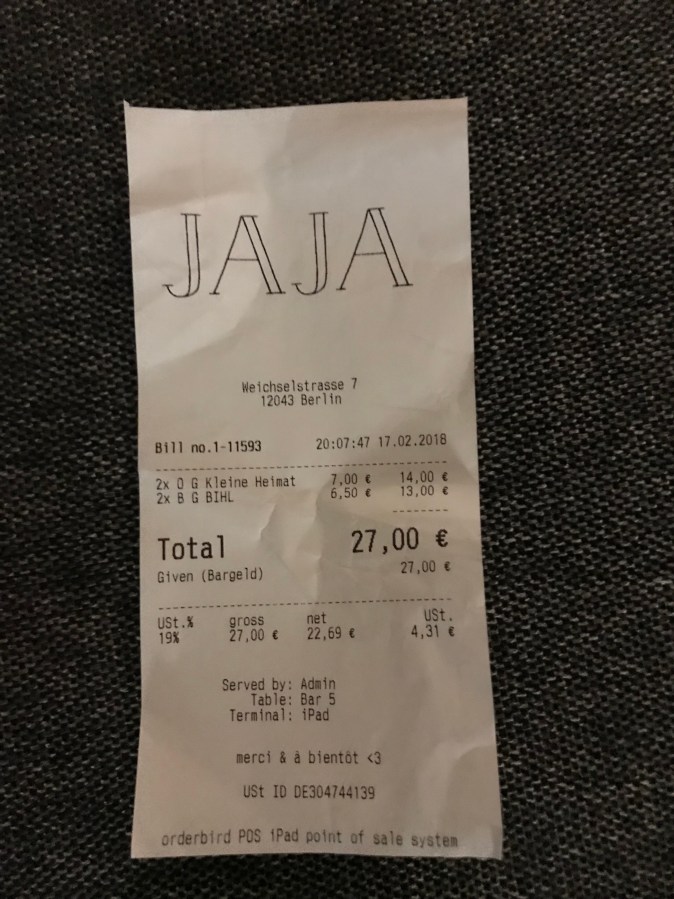 JAJA
Weichselstrasse 7
12043 Berlin
Bill no.1-11593 20:07:47 17.02.2018
2x O G Kleine Heimat 7,00 € 14,00 €
2x B G BIHL 6,50 € 13,00 €
Total 27,00 €
Given (Bargeld) 27,00 €
USt.% gross net USt.
19% 27,00 € 22,69 € 4,31 €
Served by: Admin
Table: Bar 5
Terminal: iPad
merci & à bientôt <3
USt ID DE304744139
orderbird POS iPad point of sale system